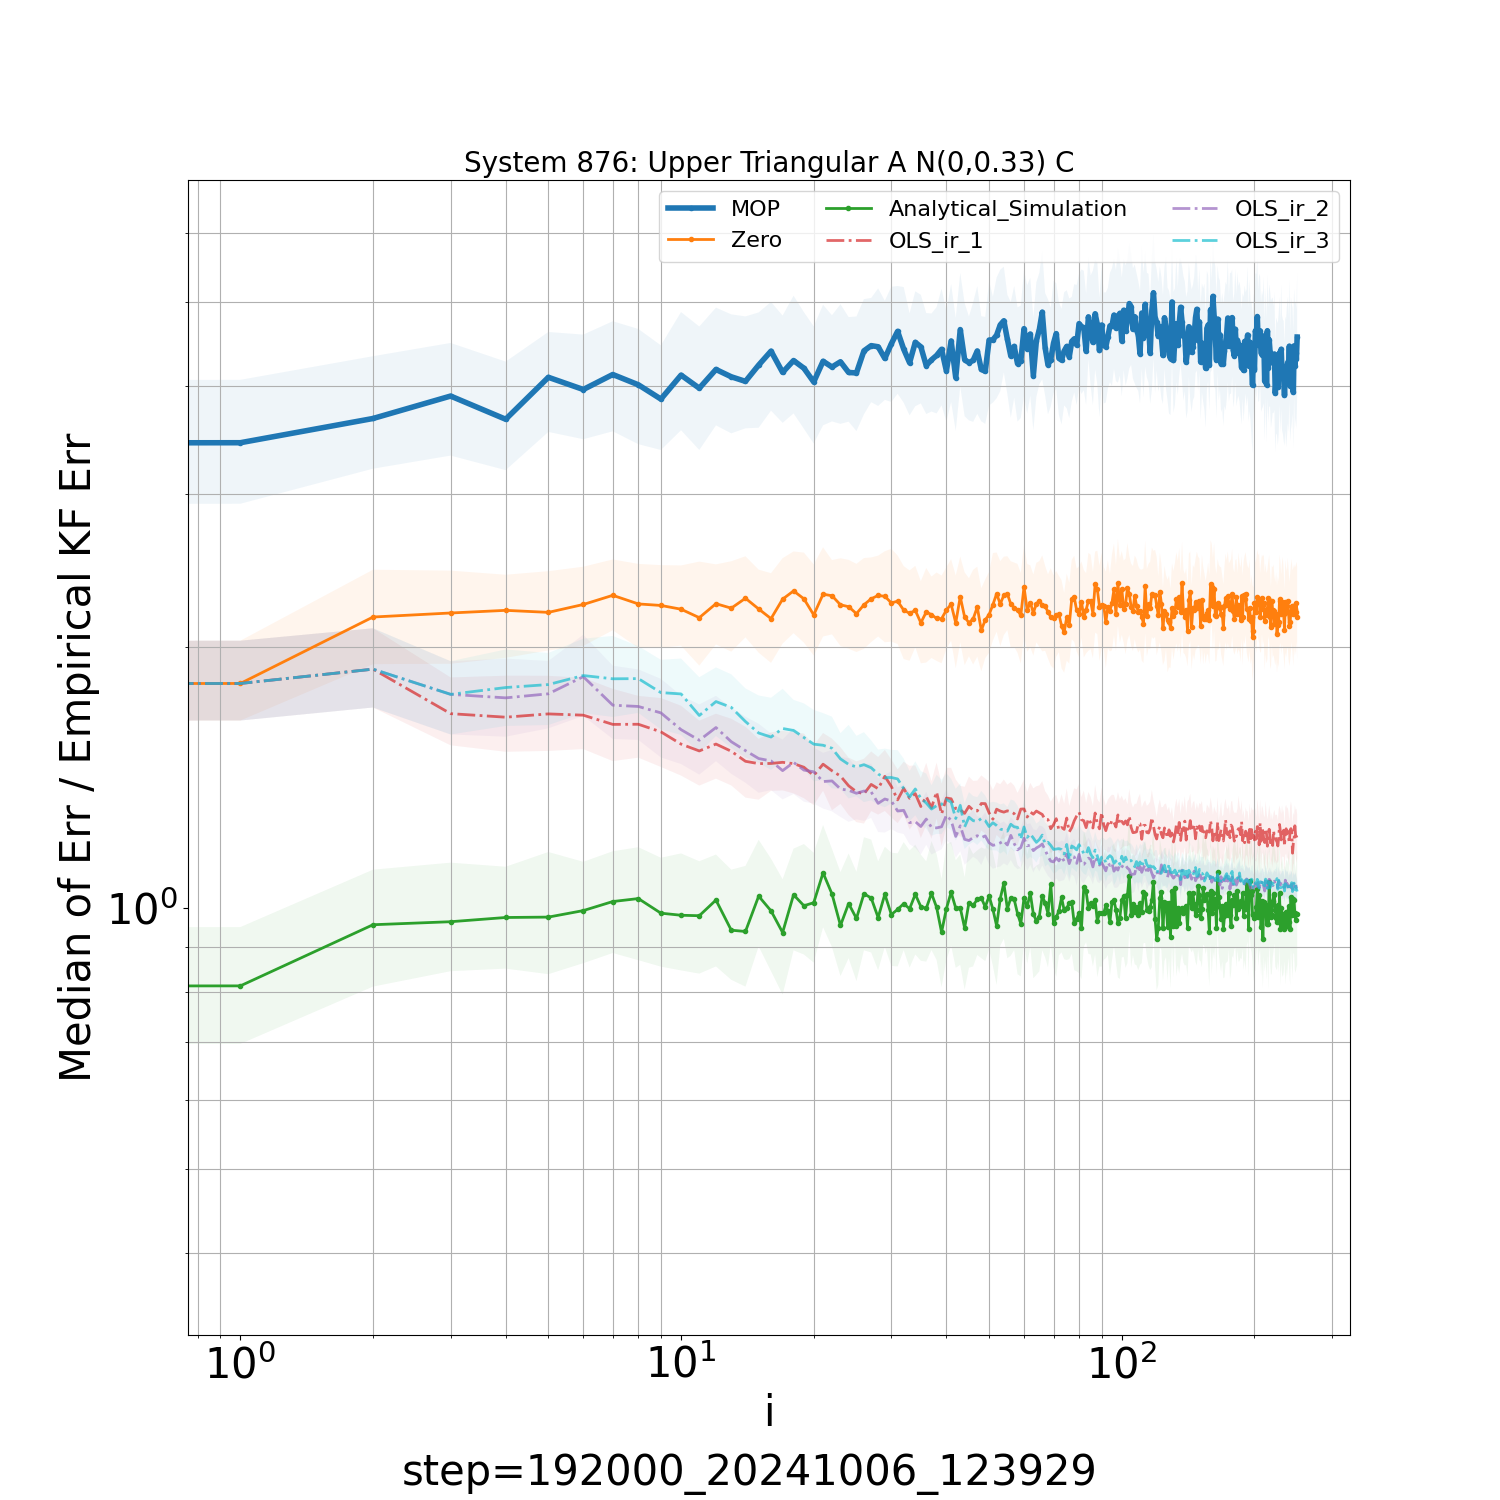 System 876: Upper Triangular A N(0,0.33) C
MOP
Zero
Analytical_Simulation
OLS_ir_1
OLS_ir_2
OLS_ir_3
Median of Err / Empirical KF Err
10⁰
10⁰ 10¹ 10²
i
step=192000_20241006_123929